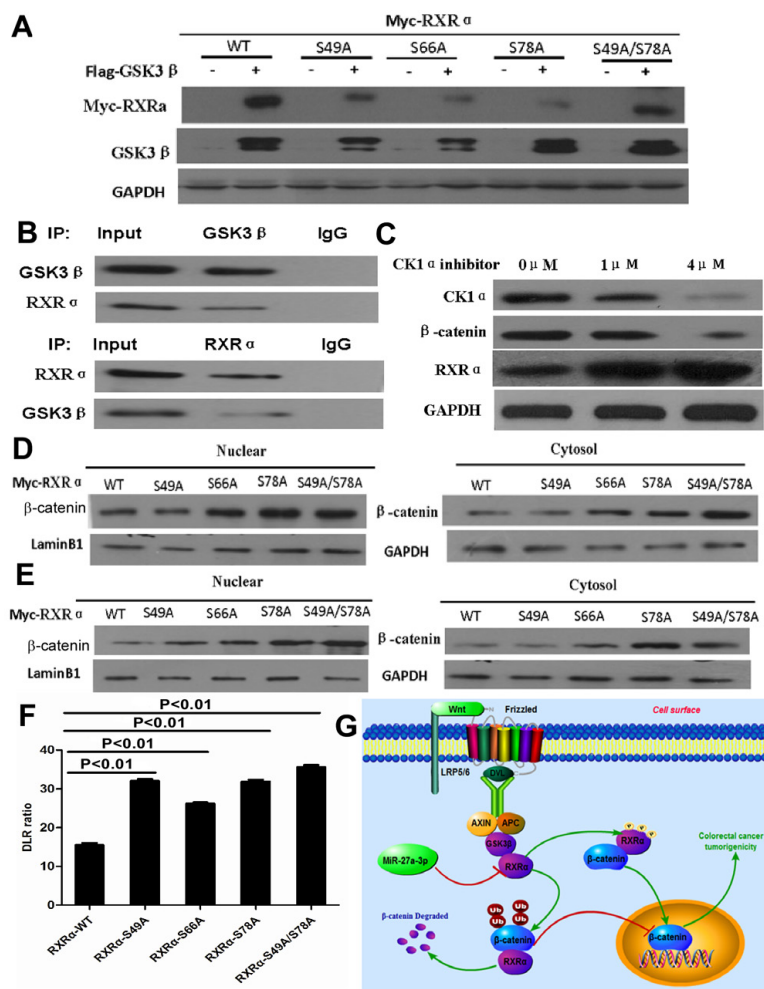 A
Myc-RXR α
WT S49A S66A S78A S49A/S78A
Flag-GSK3 β - + - + - + - + - +
Myc-RXRa
GSK3 β
GAPDH
B
IP: Input GSK3 β IgG
GSK3 β
RXR α
IP: Input RXR α IgG
RXR α
GSK3 β
C
CK1 α inhibitor 0 μ M 1 μ M 4 μ M
CK1 α
β-catenin
RXR α
GAPDH
D
Nuclear
Myc-RXR α WT S49A S66A S78A S49A/S78A
β-catenin
LaminB1
Cytosol
WT S49A S66A S78A S49A/S78A
β-catenin
GAPDH
E
Nuclear
Myc-RXR α WT S49A S66A S78A S49A/S78A
β-catenin
LaminB1
Cytosol
WT S49A S66A S78A S49A/S78A
β-catenin
GAPDH
F
P<0.01
P<0.01
P<0.01
P<0.01
DLR ratio
40
30
20
10
0
RXRα-WT
RXRα-S49A
RXRα-S66A
RXRα-S78A
RXRα-S49A/S78A
G
Wnt
N
Frizzled
Cell surface
LRP5/6
DVL
AXIN APC
GSK3β
RXRα
MiR-27a-3p
P P P
RXRα
β-catenin
Colorectal cancer
tumorigenicity
Ub Ub
Ub Ub
β-catenin Degraded
β-catenin
RXRα
β-catenin